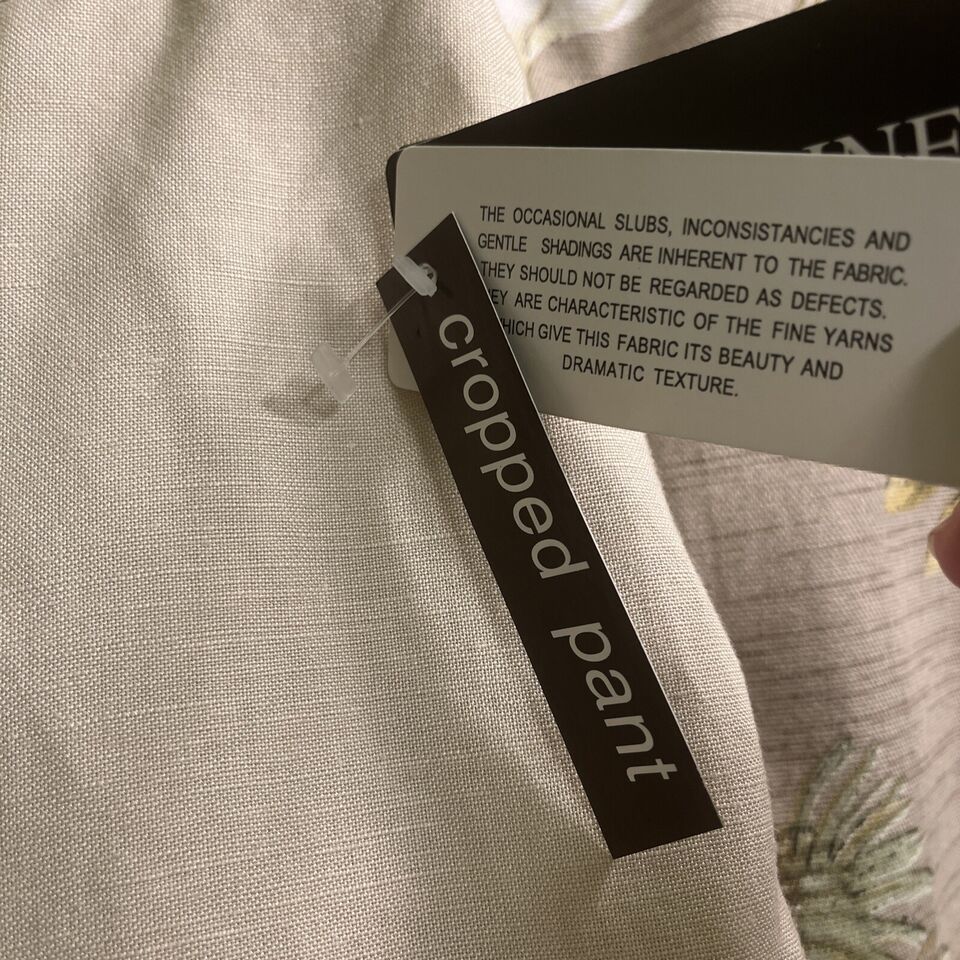 THE OCCASIONAL SLUBS, INCONSISTANCIES AND
GENTLE SHADINGS ARE INHERENT TO THE FABRIC.
THEY SHOULD NOT BE REGARDED AS DEFECTS.
ARE CHARACTERISTIC OF THE FINE YARNS
GIVE THIS FABRIC ITS BEAUTY AND
DRAMATIC TEXTURE.
cropped pant